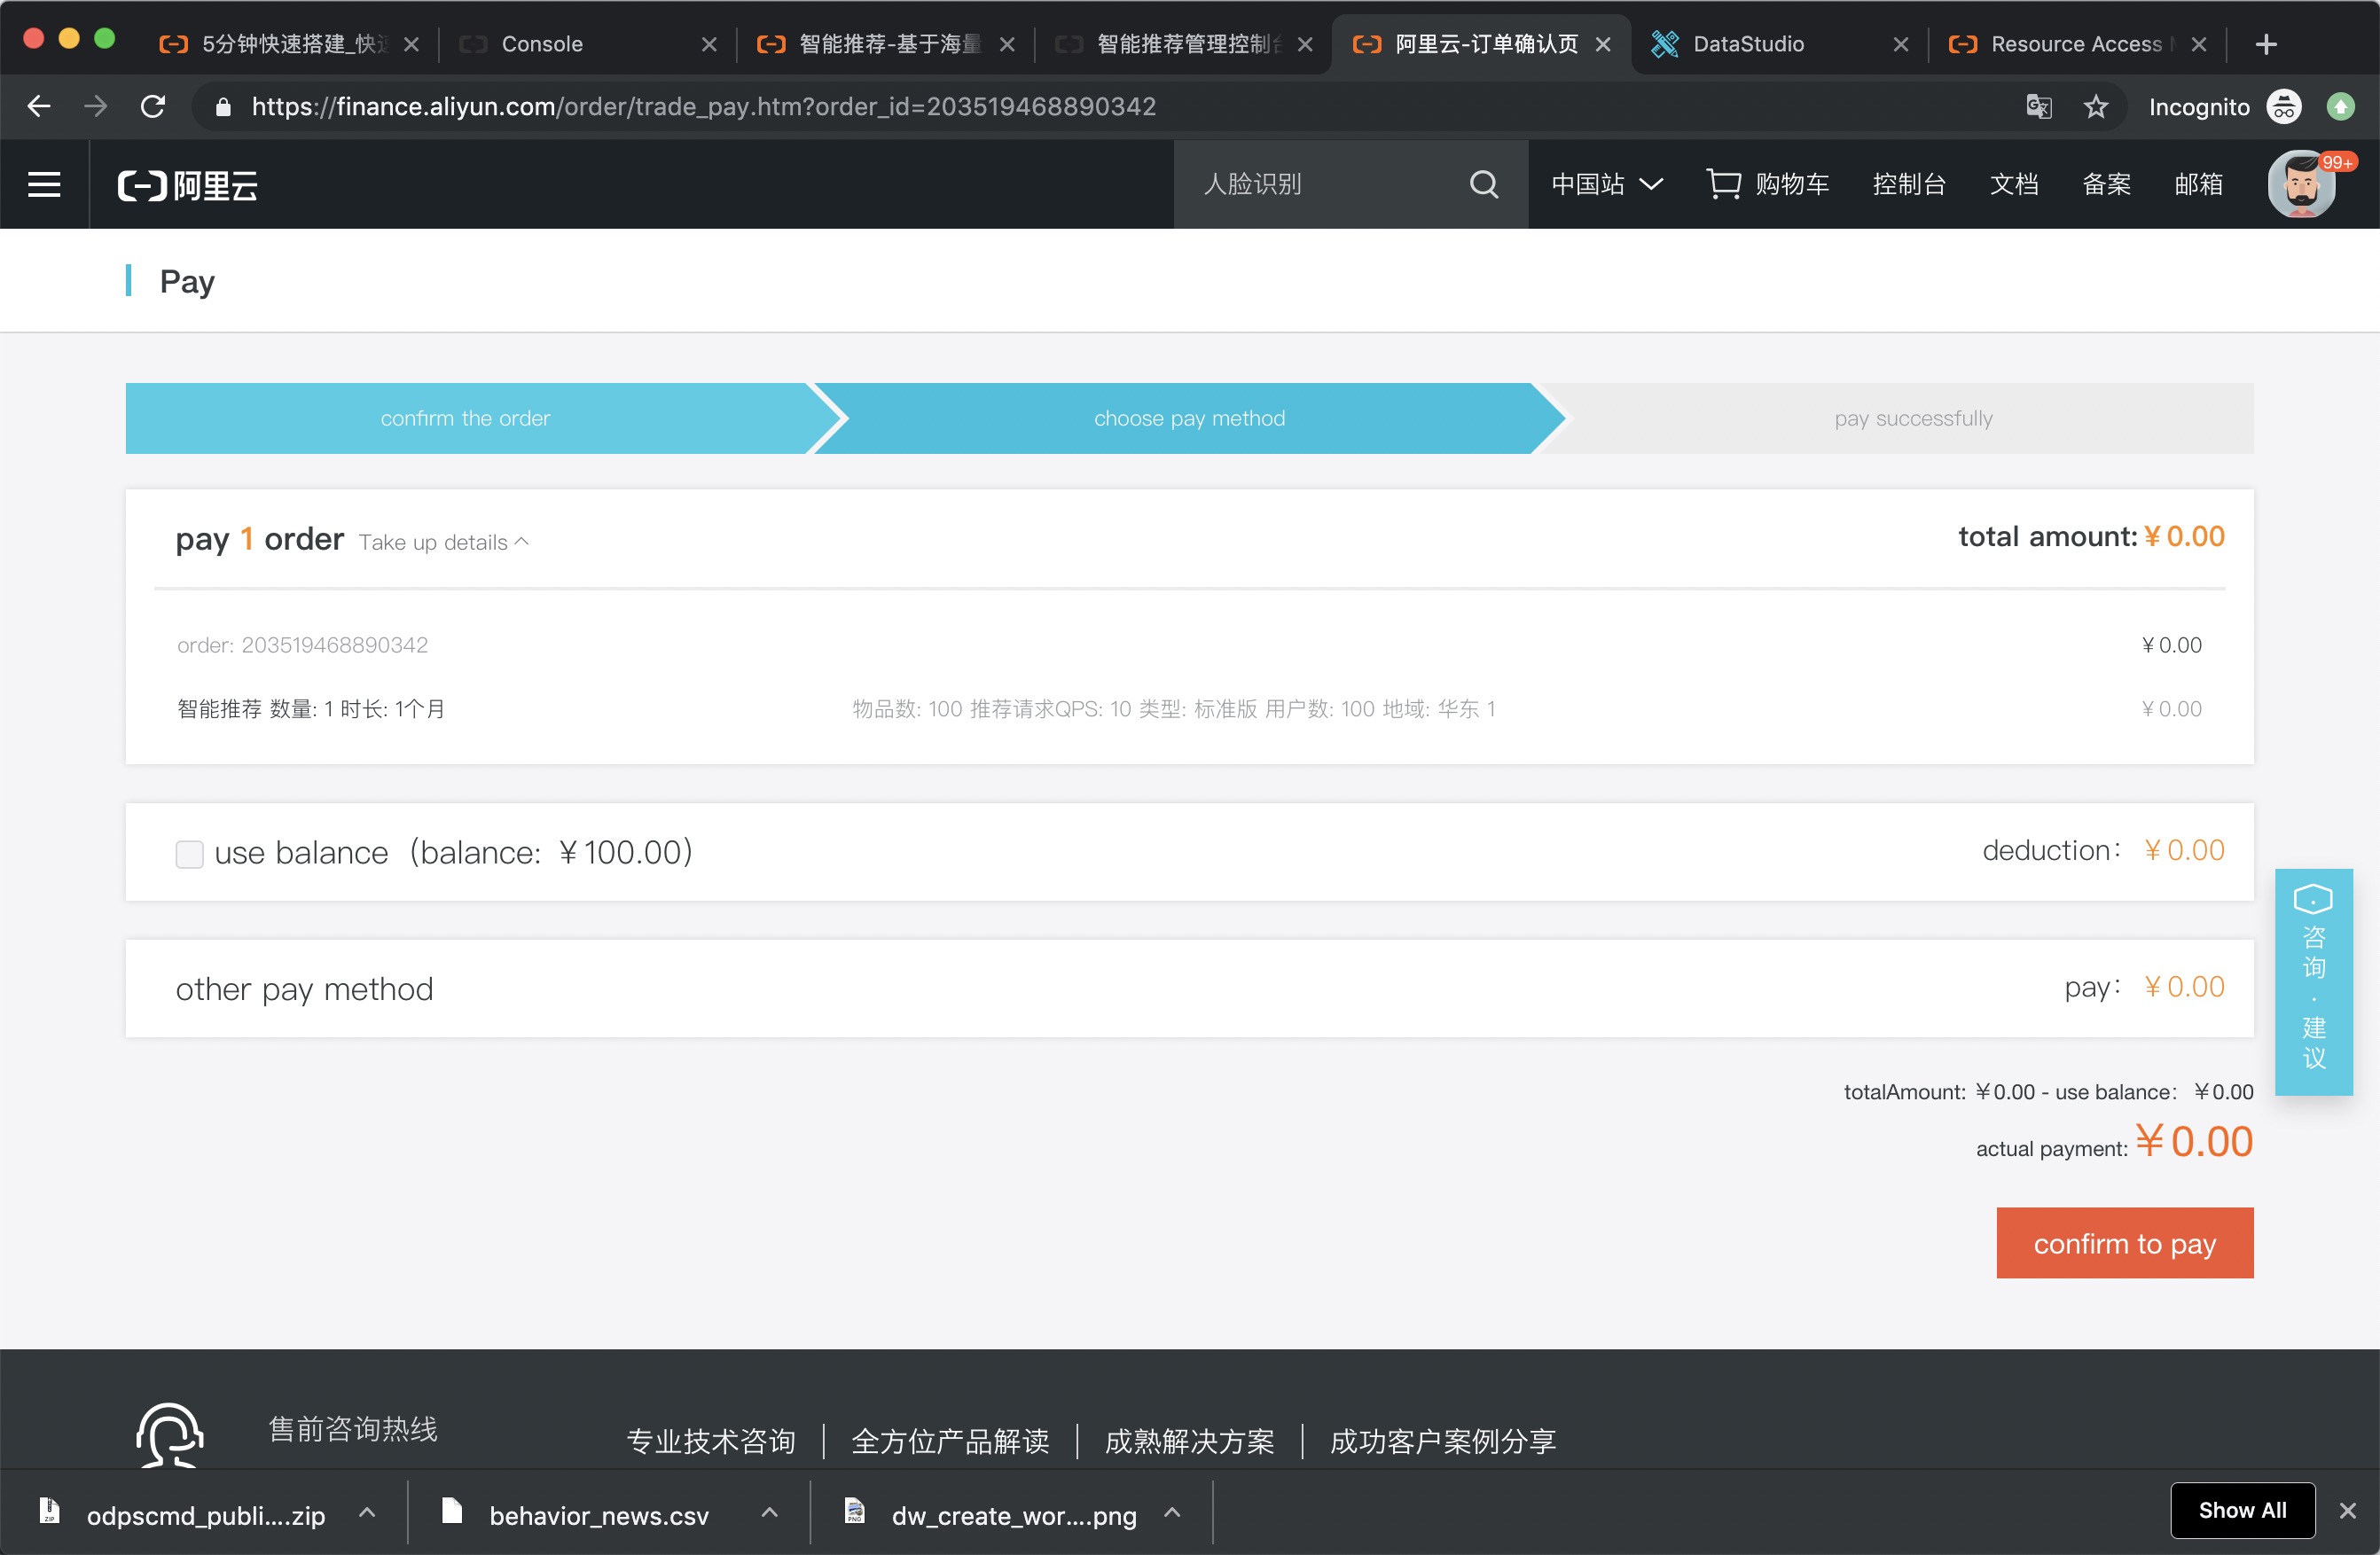 5分钟快速搭建_快速
Console
智能推荐-基于海量
智能推荐管理控制台
阿里云-订单确认页
DataStudio
Resource Access
https://finance.aliyun.com/order/trade_pay.htm?order_id=203519468890342
Incognito
阿里云
人脸识别
中国站
购物车
控制台
文档
备案
邮箱
99+
Pay
confirm the order
choose pay method
pay successfully
pay 1 order Take up details
total amount: ¥ 0.00
order: 203519468890342
¥ 0.00
智能推荐 数量: 1 时长: 1个月
物品数: 100 推荐请求QPS: 10 类型: 标准版 用户数: 100 地域: 华东 1
¥ 0.00
use balance（balance: ¥ 100.00）
deduction： ¥ 0.00
other pay method
pay： ¥ 0.00
咨询·建议
totalAmount: ¥0.00 - use balance： ¥0.00
actual payment: ¥0.00
confirm to pay
售前咨询热线
专业技术咨询
全方位产品解读
成熟解决方案
成功客户案例分享
odpscmd_publi....zip
behavior_news.csv
dw_create_wor....png
Show All